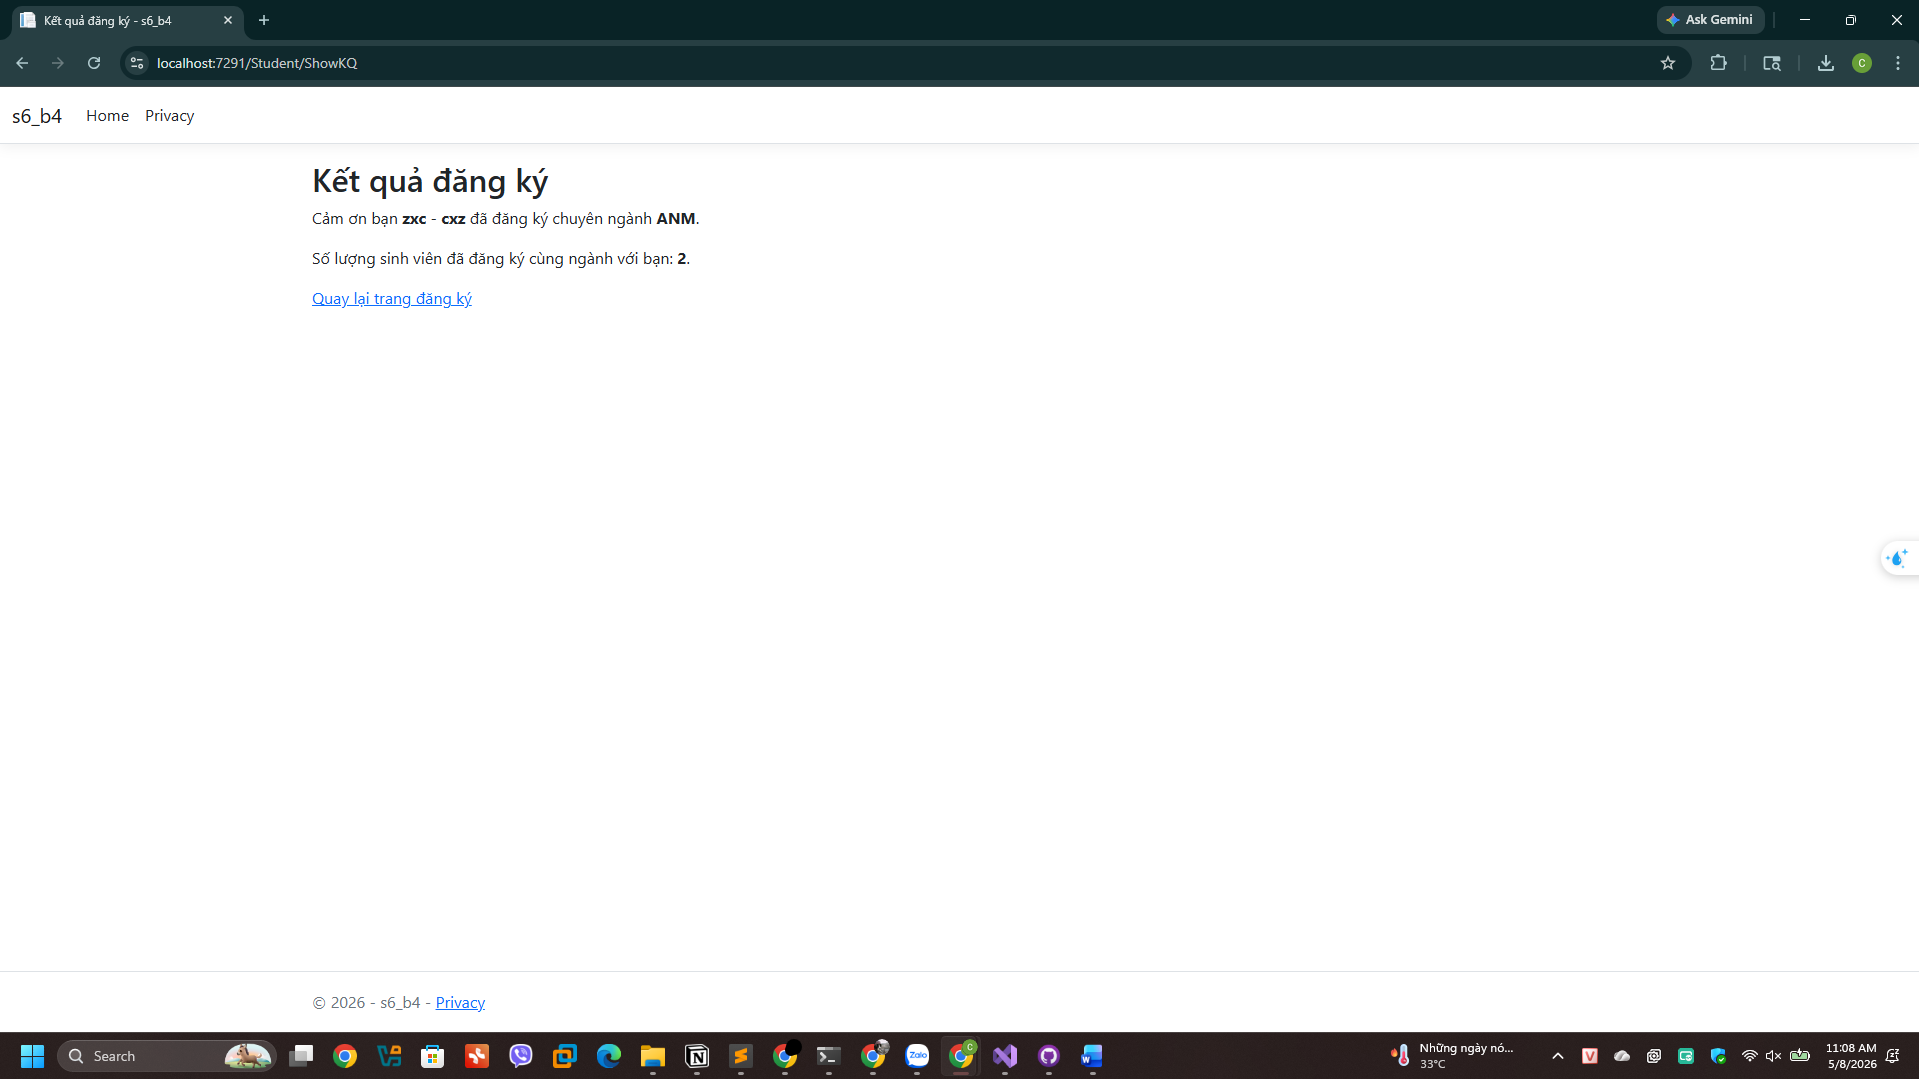 Kết quả đăng ký - s6_b4
Ask Gemini
localhost:7291/Student/ShowKQ
C
s6_b4 Home Privacy
Kết quả đăng ký
Cảm ơn bạn zxc - cxz đã đăng ký chuyên ngành ANM.
Số lượng sinh viên đã đăng ký cùng ngành với bạn: 2.
Quay lại trang đăng ký
© 2026 - s6_b4 - Privacy
Search
Zalo
C
Những ngày nó...
33°C
V
11:08 AM
5/8/2026